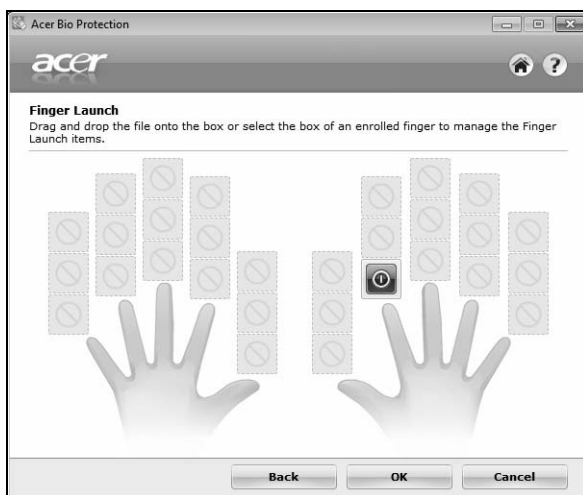 Acer Bio Protection
acer
?
Finger Launch
Drag and drop the file onto the box or select the box of an enrolled finger to manage the Finger
Launch items.
Back OK Cancel